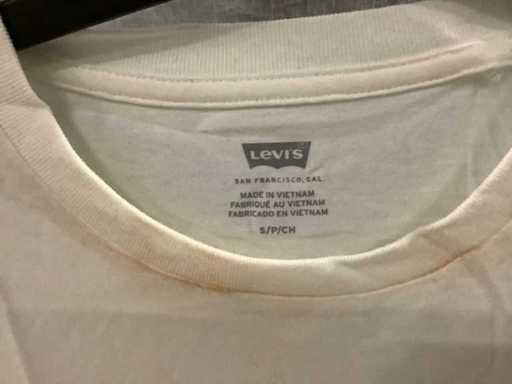 Levi's
SAN FRANCISCO, CAL.
MADE IN VIETNAM
FABRIQUÉ AU VIETNAM
FABRICADO EN VIETNAM
S/P/CH